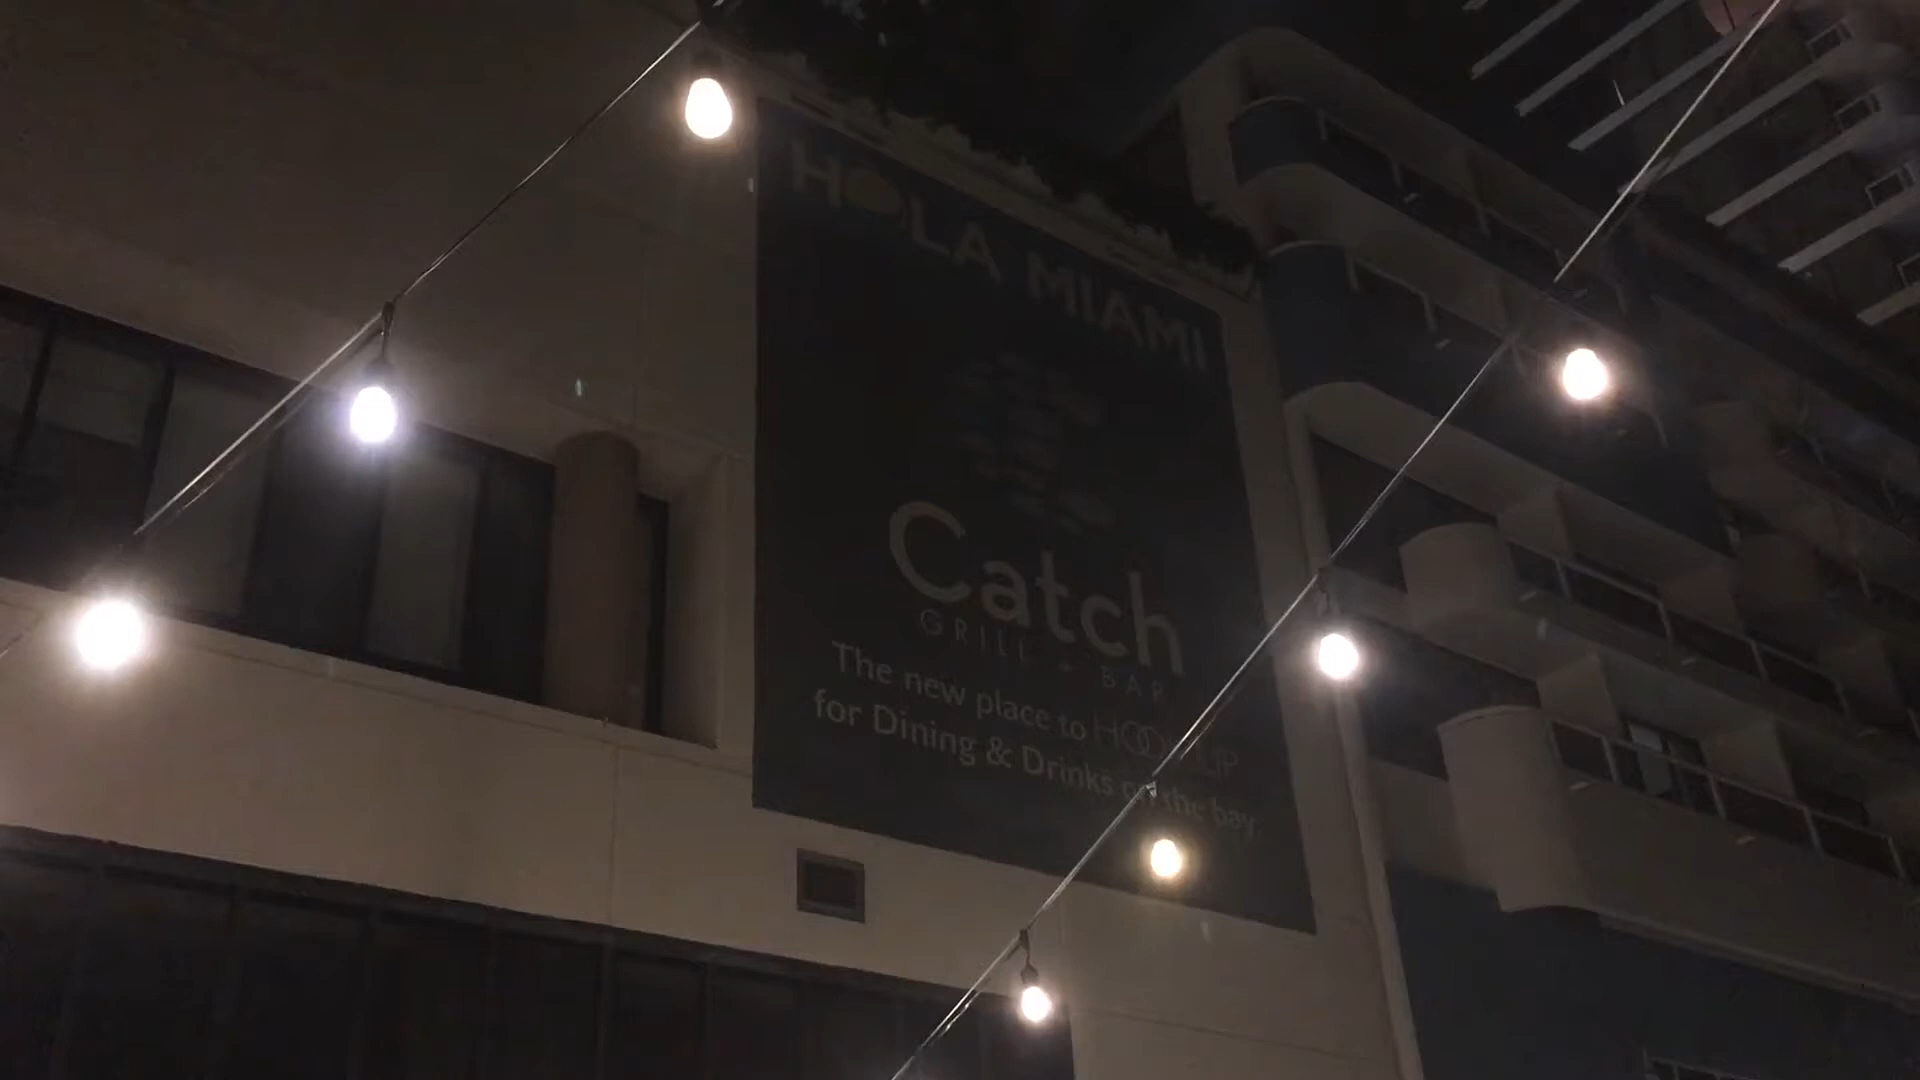 HOLA MIAMI
Catch
GRILL • BAR
The new place to HOOK UP
for Dining & Drinks on the bay.